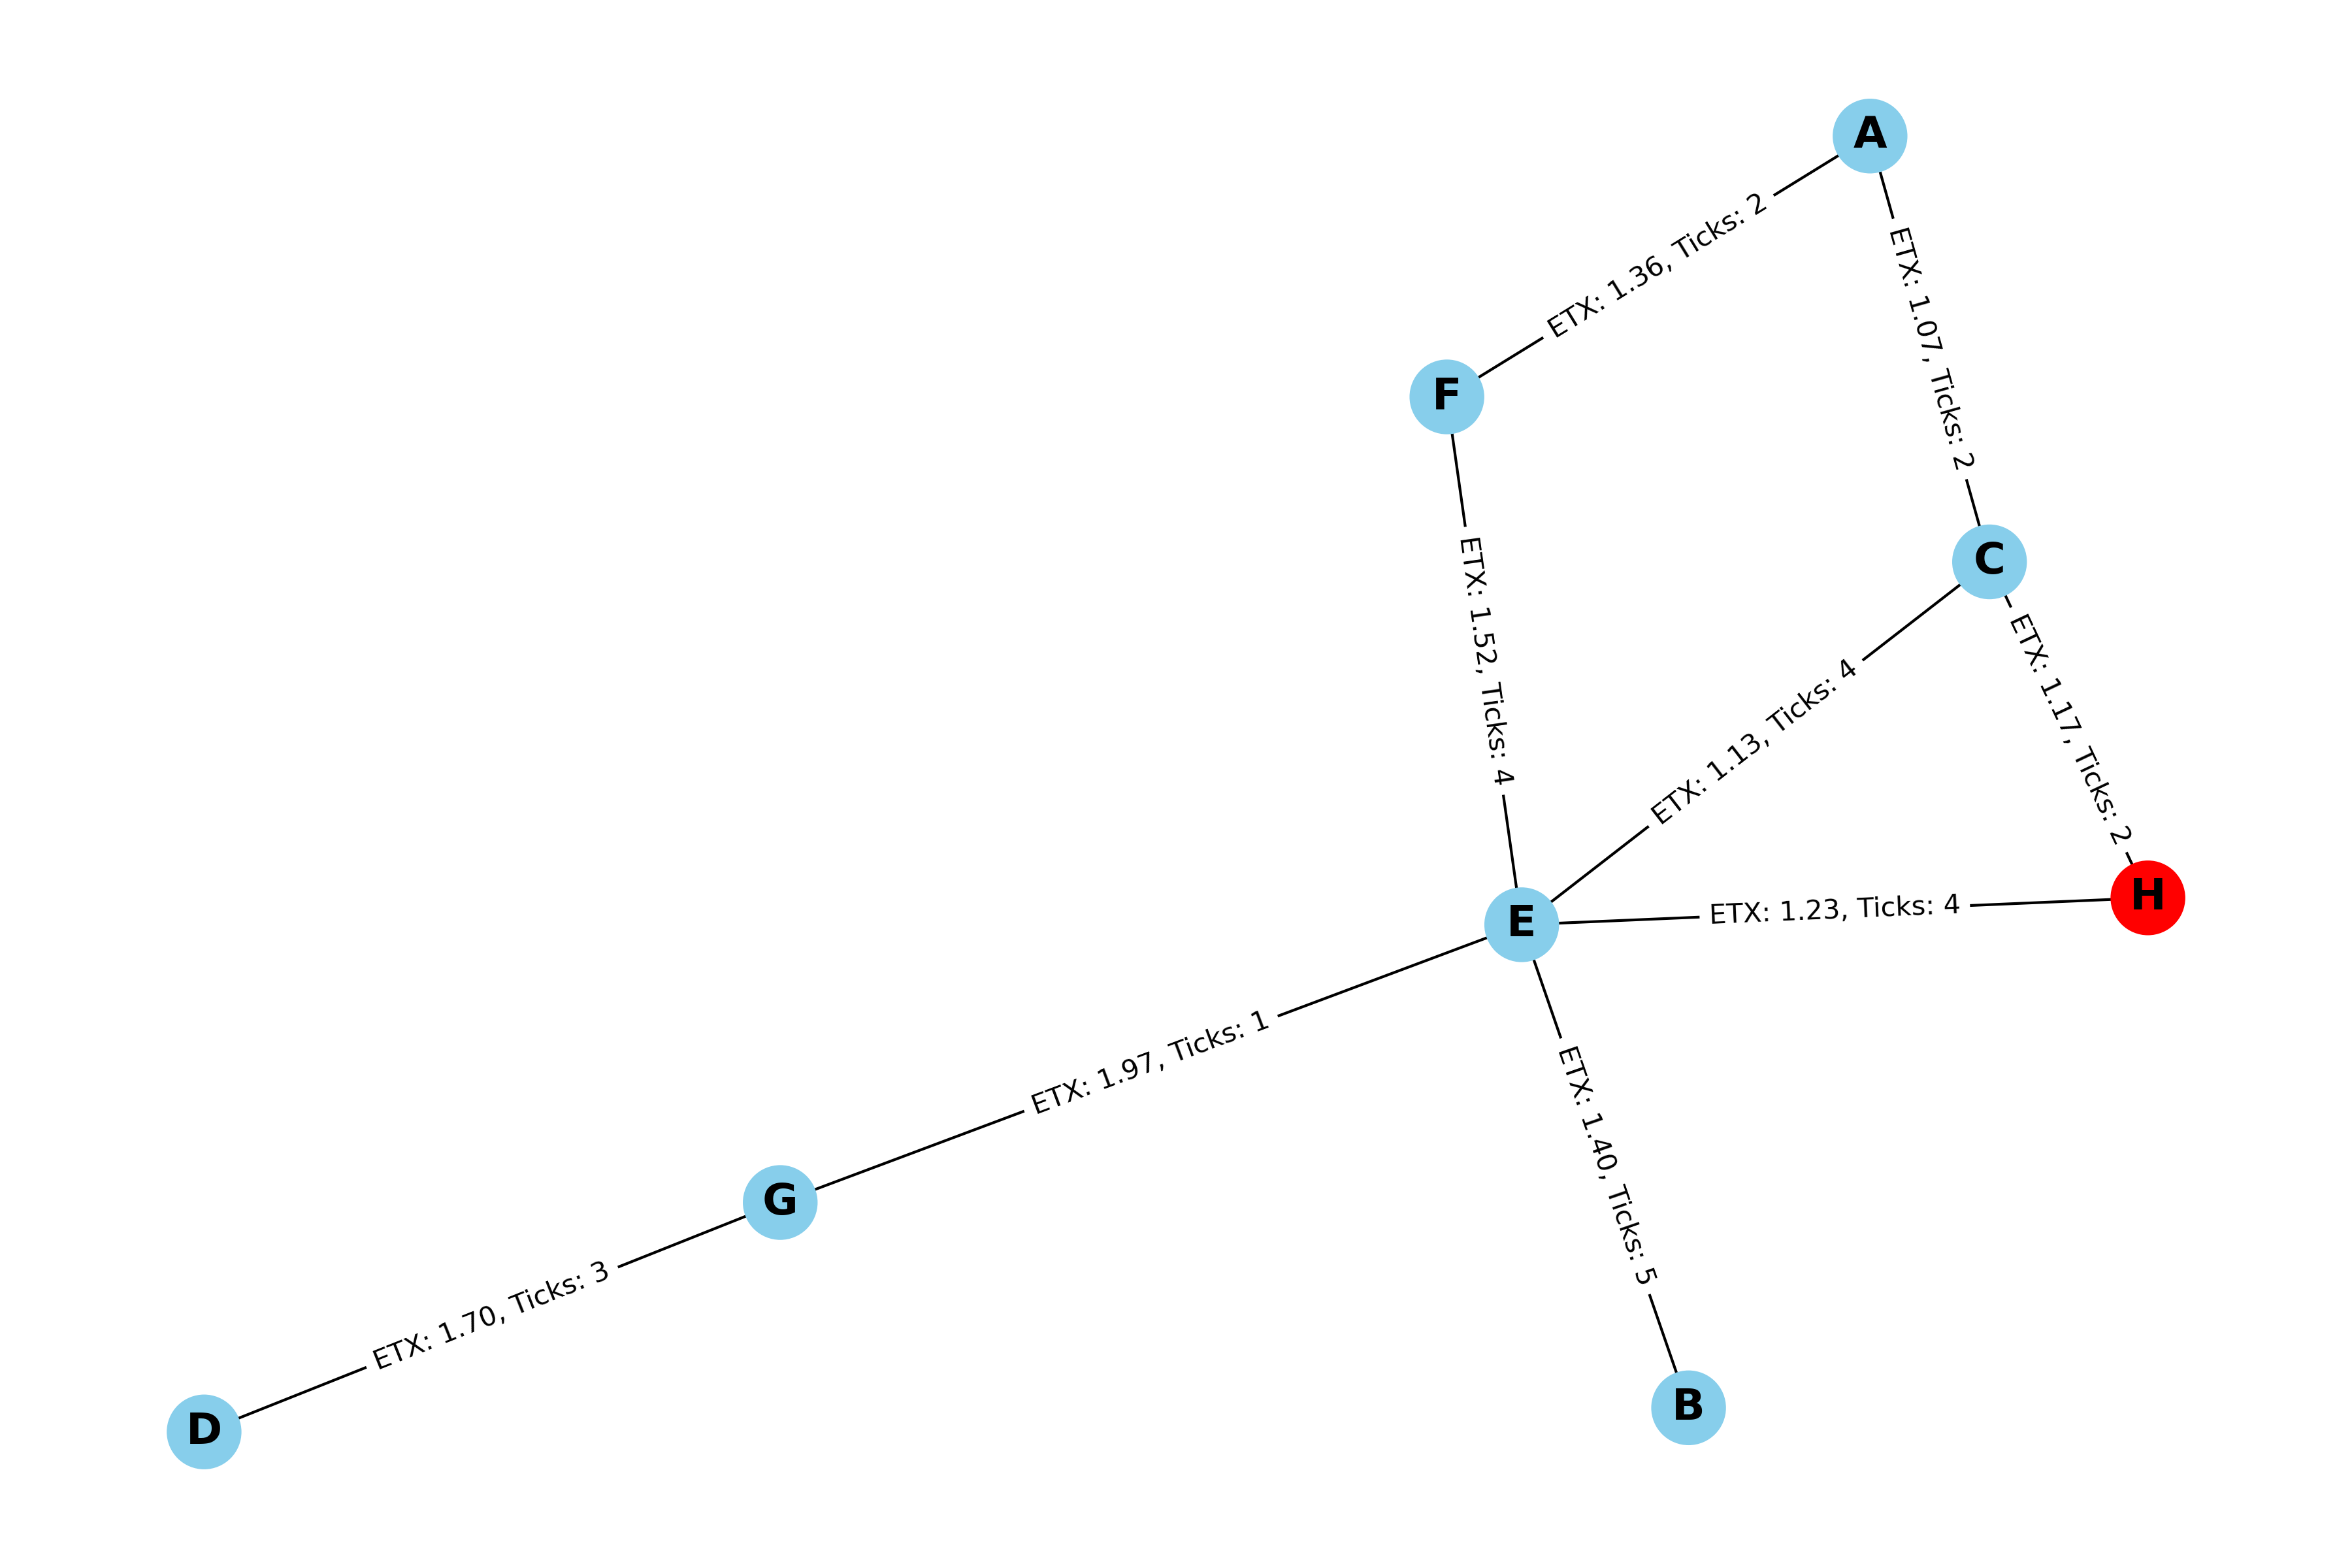 A
ETX: 1.36, Ticks: 2
ETX: 1.07, Ticks: 2
F
C
ETX: 1.52, Ticks: 4
ETX: 1.13, Ticks: 4
ETX: 1.17, Ticks: 2
H
E
ETX: 1.23, Ticks: 4
ETX: 1.97, Ticks: 1
ETX: 1.40, Ticks: 5
G
ETX: 1.70, Ticks: 3
B
D